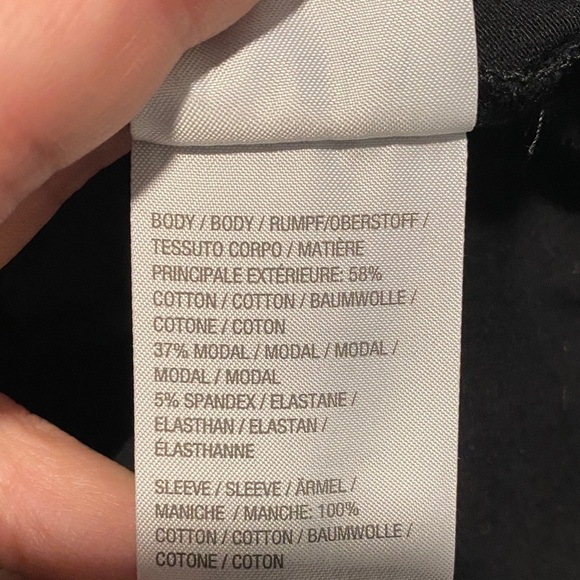 BODY / BODY / RUMPF/OBERSTOFF /
TESSUTO CORPO / MATIÈRE
PRINCIPALE EXTÉRIEURE: 58%
COTTON / COTTON / BAUMWOLLE /
COTONE / COTON
37% MODAL / MODAL / MODAL /
MODAL / MODAL
5% SPANDEX / ELASTANE /
ELASTHAN / ELASTAN /
ÉLASTHANNE
SLEEVE / SLEEVE / ÄRMEL /
MANICHE / MANCHE: 100%
COTTON / COTTON / BAUMWOLLE /
COTONE / COTON